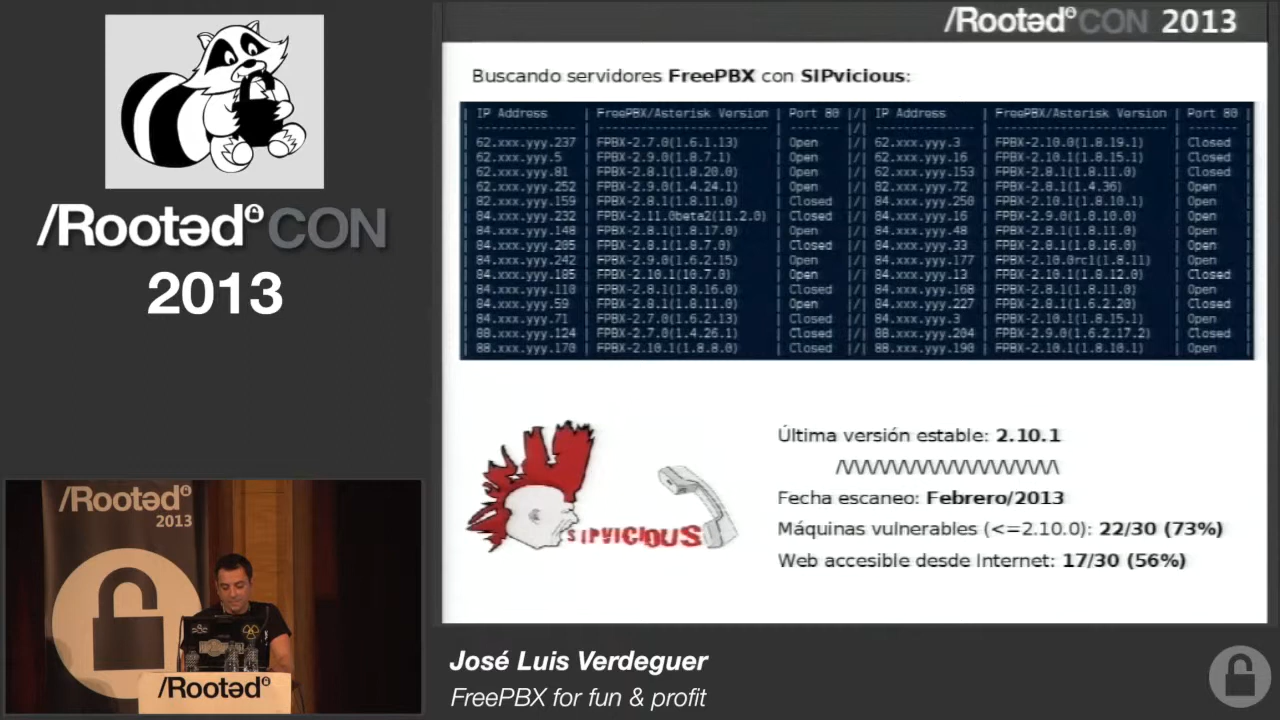 /RootedCON 2013
/RootedCON
2013
Buscando servidores FreePBX con SIPvicious:
| IP Address | FreePBX/Asterisk Version | Port 80 |/| IP Address | FreePBX/Asterisk Version | Port 80 |
62.xxx.yyy.237 | FPBX-2.7.0(1.6.1.13) | Open |/| 62.xxx.yyy.3 | FPBX-2.10.0(1.8.19.1) | Closed
62.xxx.yyy.5 | FPBX-2.9.0(1.8.7.1) | Open |/| 62.xxx.yyy.16 | FPBX-2.10.1(1.8.15.1) | Closed
62.xxx.yyy.81 | FPBX-2.8.1(1.8.20.0) | Open |/| 62.xxx.yyy.153 | FPBX-2.8.1(1.8.11.0) | Closed
62.xxx.yyy.252 | FPBX-2.9.0(1.4.24.1) | Open |/| 82.xxx.yyy.72 | FPBX-2.8.1(1.4.36) | Open
82.xxx.yyy.159 | FPBX-2.8.1(1.8.11.0) | Closed |/| 84.xxx.yyy.250 | FPBX-2.10.1(1.8.10.1) | Open
84.xxx.yyy.232 | FPBX-2.11.0beta2(11.2.0) | Closed |/| 84.xxx.yyy.16 | FPBX-2.9.0(1.8.10.0) | Open
84.xxx.yyy.148 | FPBX-2.8.1(1.8.17.0) | Open |/| 84.xxx.yyy.48 | FPBX-2.8.1(1.8.11.0) | Open
84.xxx.yyy.205 | FPBX-2.8.1(1.8.7.0) | Closed |/| 84.xxx.yyy.33 | FPBX-2.8.1(1.8.16.0) | Open
84.xxx.yyy.242 | FPBX-2.9.0(1.6.2.15) | Open |/| 84.xxx.yyy.177 | FPBX-2.10.0rc1(1.8.11) | Open
84.xxx.yyy.105 | FPBX-2.10.1(10.7.0) | Open |/| 84.xxx.yyy.13 | FPBX-2.10.1(1.8.12.0) | Closed
84.xxx.yyy.110 | FPBX-2.8.1(1.8.16.0) | Closed |/| 84.xxx.yyy.168 | FPBX-2.8.1(1.8.11.0) | Open
84.xxx.yyy.59 | FPBX-2.8.1(1.8.11.0) | Open |/| 84.xxx.yyy.227 | FPBX-2.8.1(1.6.2.20) | Closed
84.xxx.yyy.71 | FPBX-2.7.0(1.6.2.13) | Closed |/| 84.xxx.yyy.3 | FPBX-2.10.1(1.8.15.1) | Open
88.xxx.yyy.124 | FPBX-2.7.0(1.4.26.1) | Closed |/| 88.xxx.yyy.204 | FPBX-2.9.0(1.6.2.17.2) | Closed
88.xxx.yyy.170 | FPBX-2.10.1(1.8.8.0) | Closed |/| 88.xxx.yyy.190 | FPBX-2.10.1(1.8.10.1) | Open
SIPVICIOUS
Última versión estable: 2.10.1
/\/\/\/\/\/\/\/\/\/\/\/\/\/\/\/\/\
Fecha escaneo: Febrero/2013
Máquinas vulnerables (<=2.10.0): 22/30 (73%)
Web accesible desde Internet: 17/30 (56%)
/Rootəd
2013
/Rootəd
José Luis Verdeguer
FreePBX for fun & profit